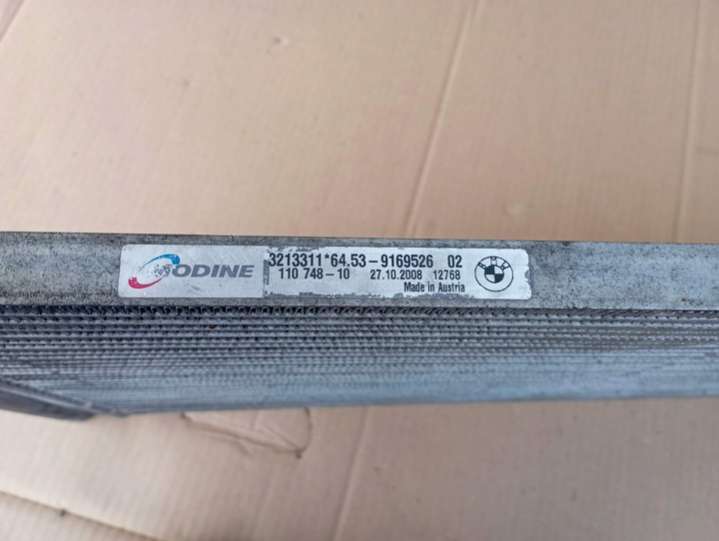 MODINE
3213311*64.53-9169526 02
110 748-10 27.10.2008 12768
Made in Austria
BMW